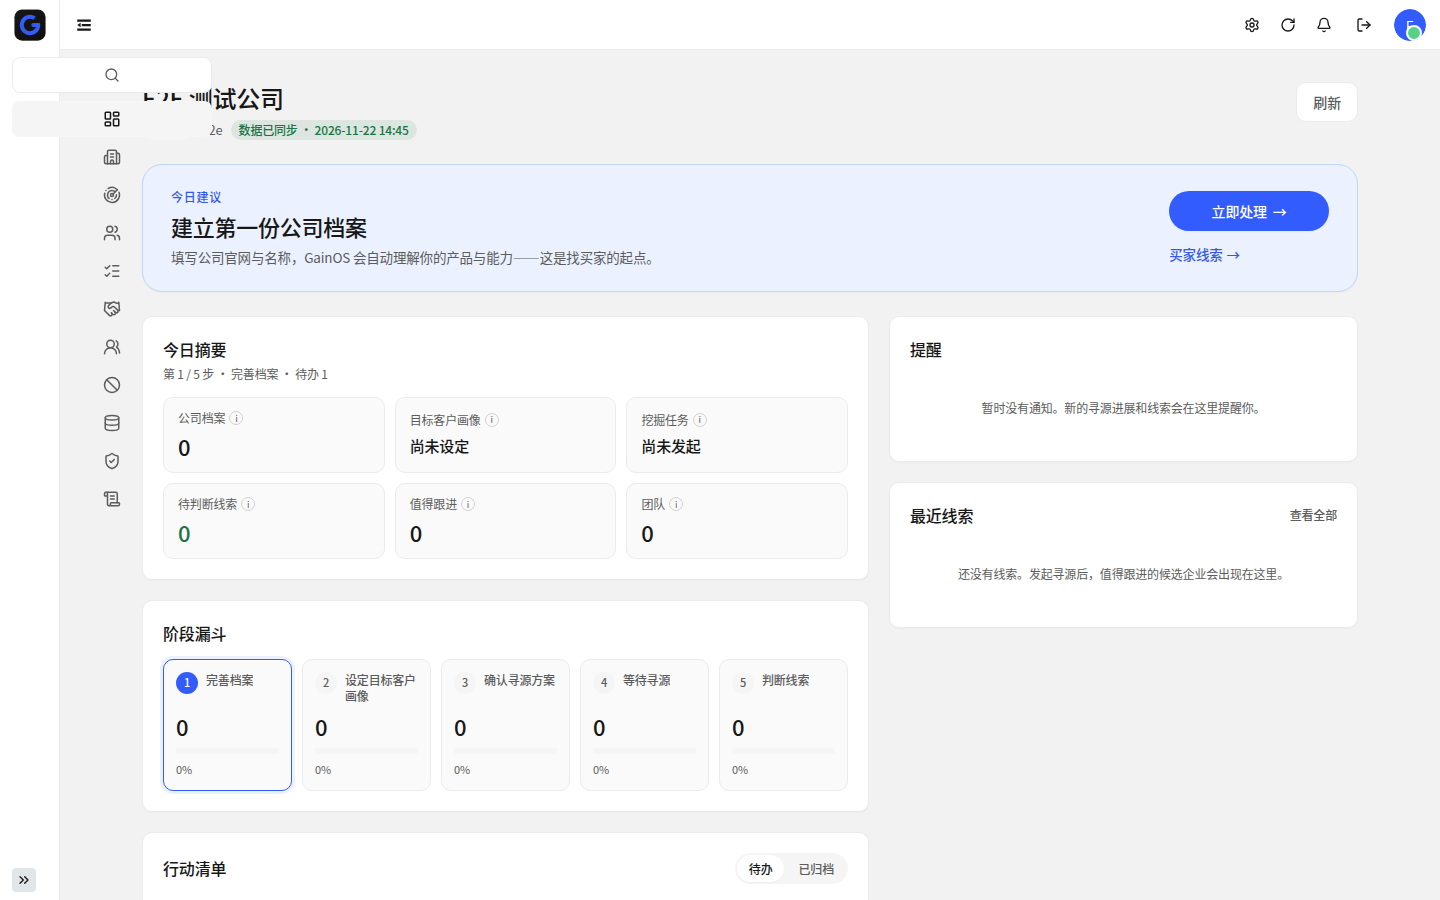 测试公司
刷新
2e 数据已同步 · 2026-11-22 14:45
今日建议
建立第一份公司档案
填写公司官网与名称，GainOS 会自动理解你的产品与能力——这是找买家的起点。
立即处理 →
买家线索 →
今日摘要
第 1 / 5 步 · 完善档案 · 待办 1
公司档案
0
目标客户画像
尚未设定
挖掘任务
尚未发起
待判断线索
0
值得跟进
0
团队
0
提醒
暂时没有通知。新的寻源进展和线索会在这里提醒你。
最近线索
查看全部
还没有线索。发起寻源后，值得跟进的候选企业会出现在这里。
阶段漏斗
1 完善档案
0
0%
2 设定目标客户
画像
0
0%
3 确认寻源方案
0
0%
4 等待寻源
0
0%
5 判断线索
0
0%
行动清单
待办
已归档